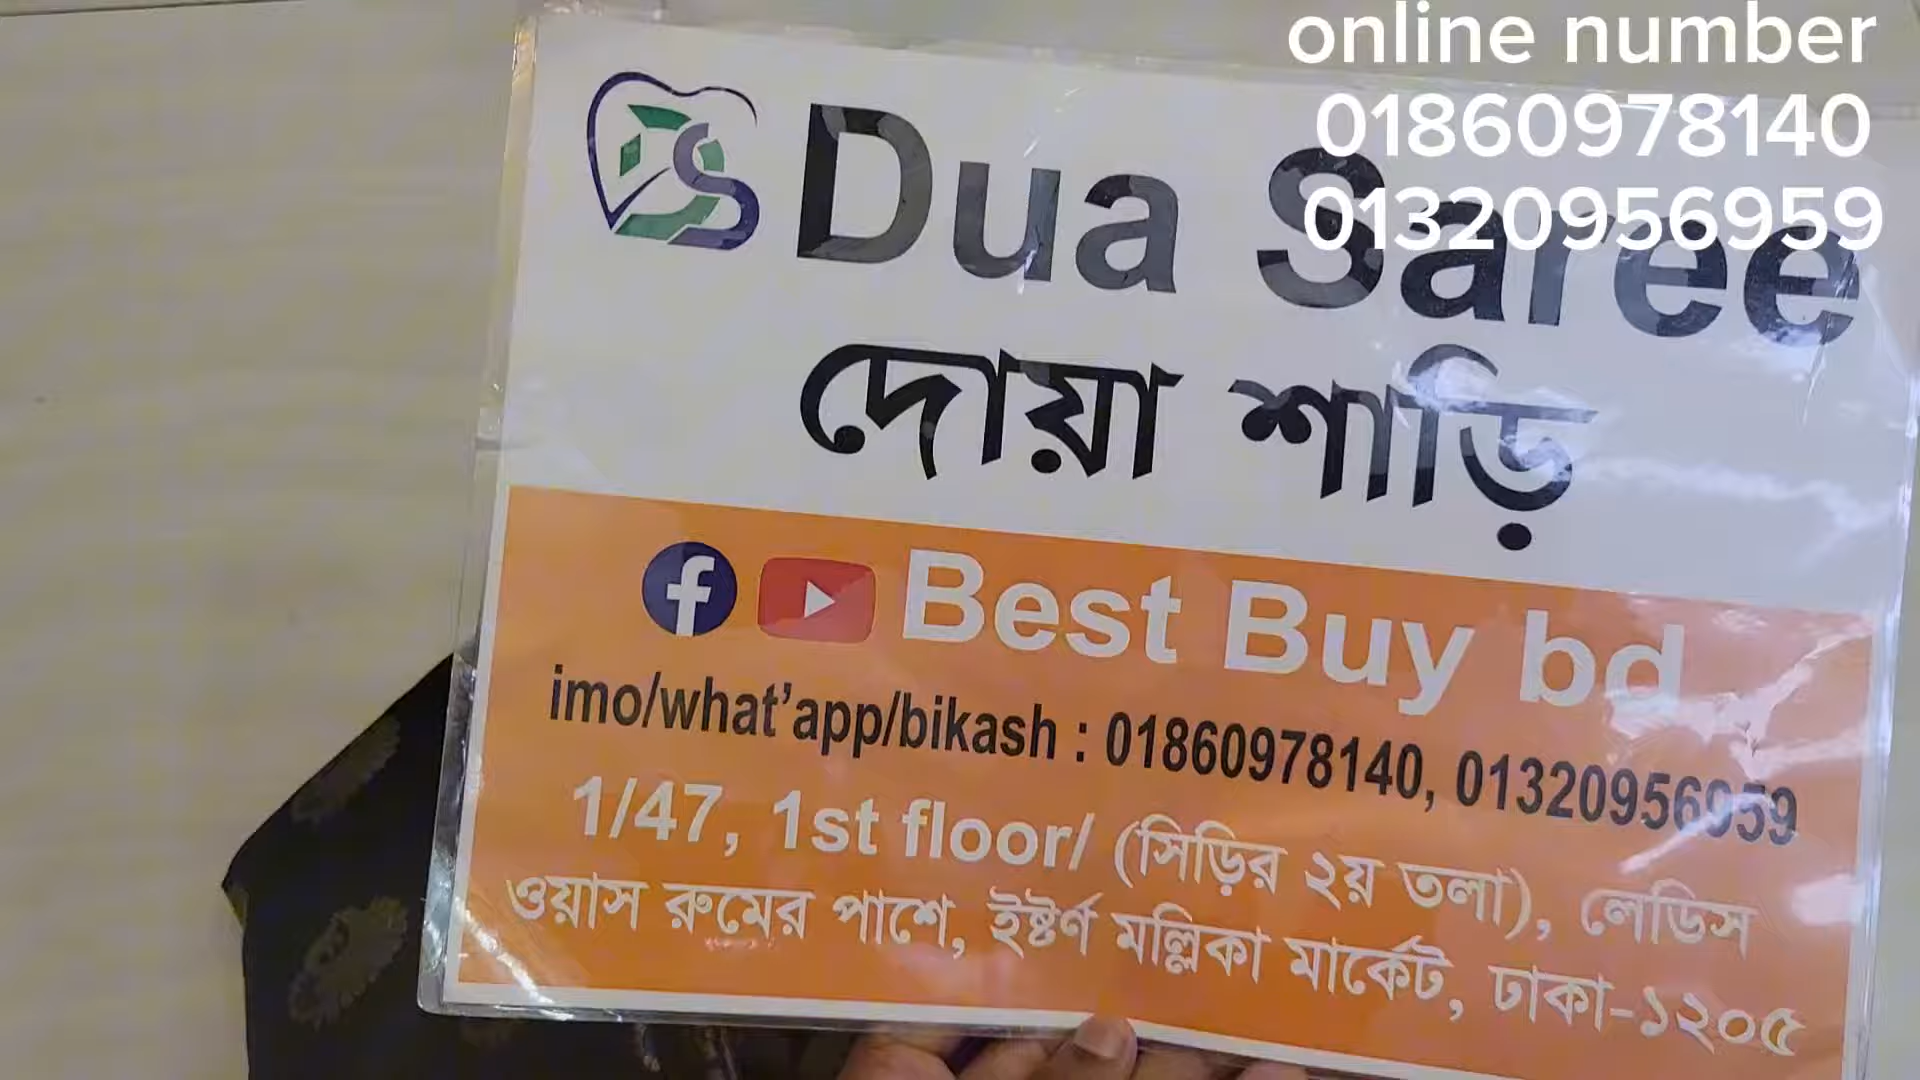 online number
01860978140
01320956959
DS
Dua Saree
দোয়া শাড়ি
Best Buy bd
imo/what'app/bikash : 01860978140, 01320956959
1/47, 1st floor/ (সিড়ির ২য় তলা), লেডিস
ওয়াস রুমের পাশে, ইষ্টর্ণ মল্লিকা মার্কেট, ঢাকা-১২০৫